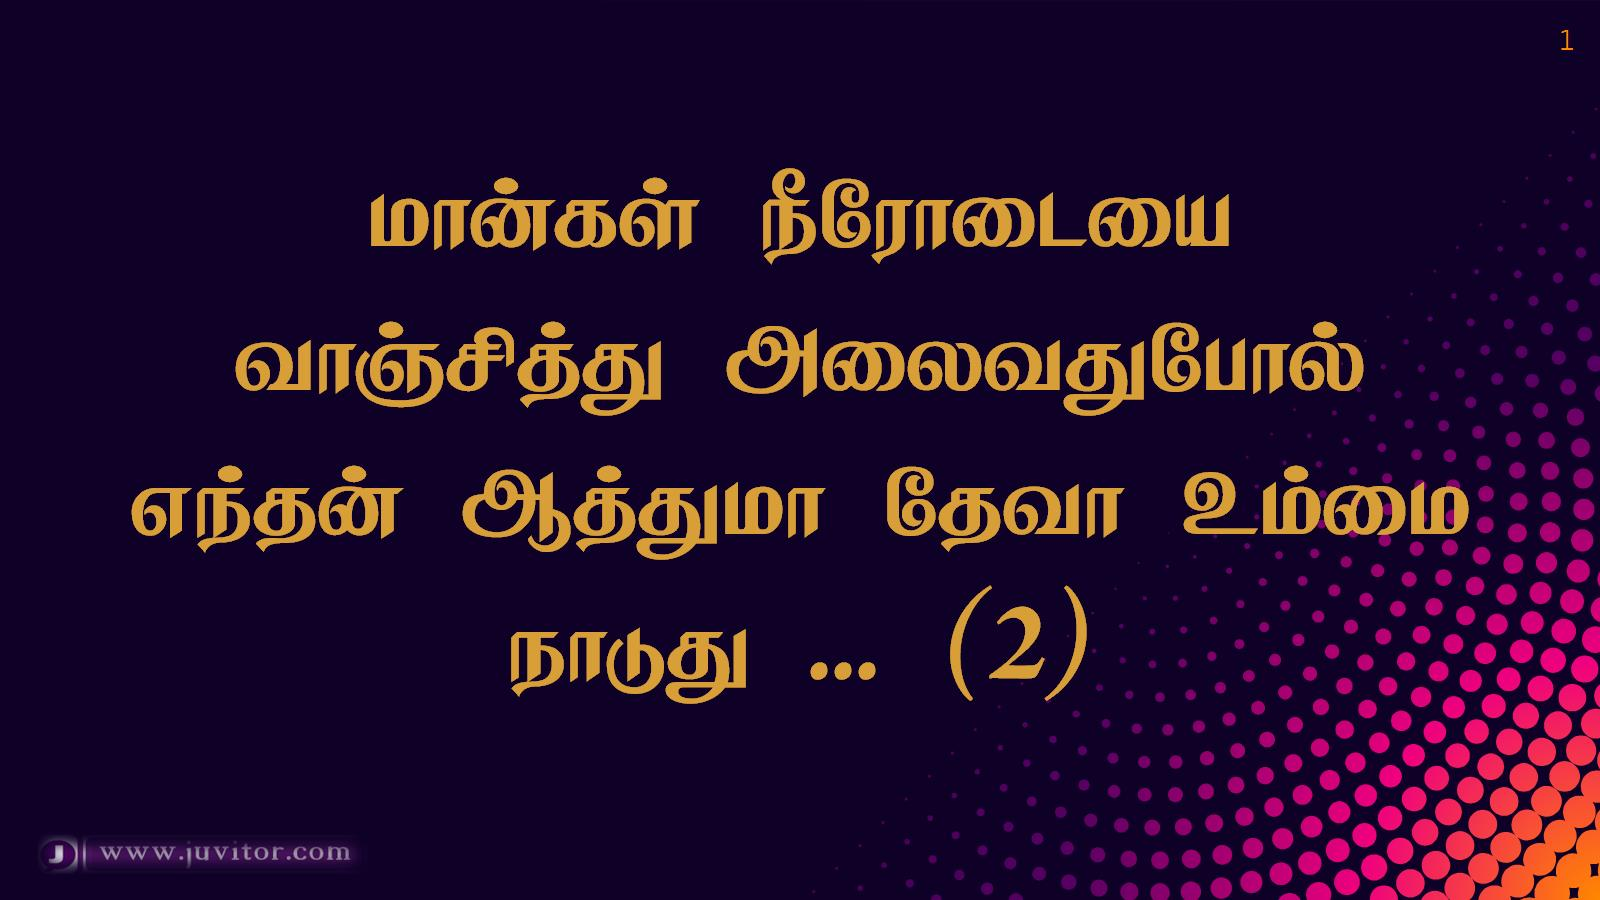 1
மான்கள் நீரோடையை
வாஞ்சித்து அலைவதுபோல்
எந்தன் ஆத்துமா தேவா உம்மை
நாடுது ... (2)
J www.juvitor.com